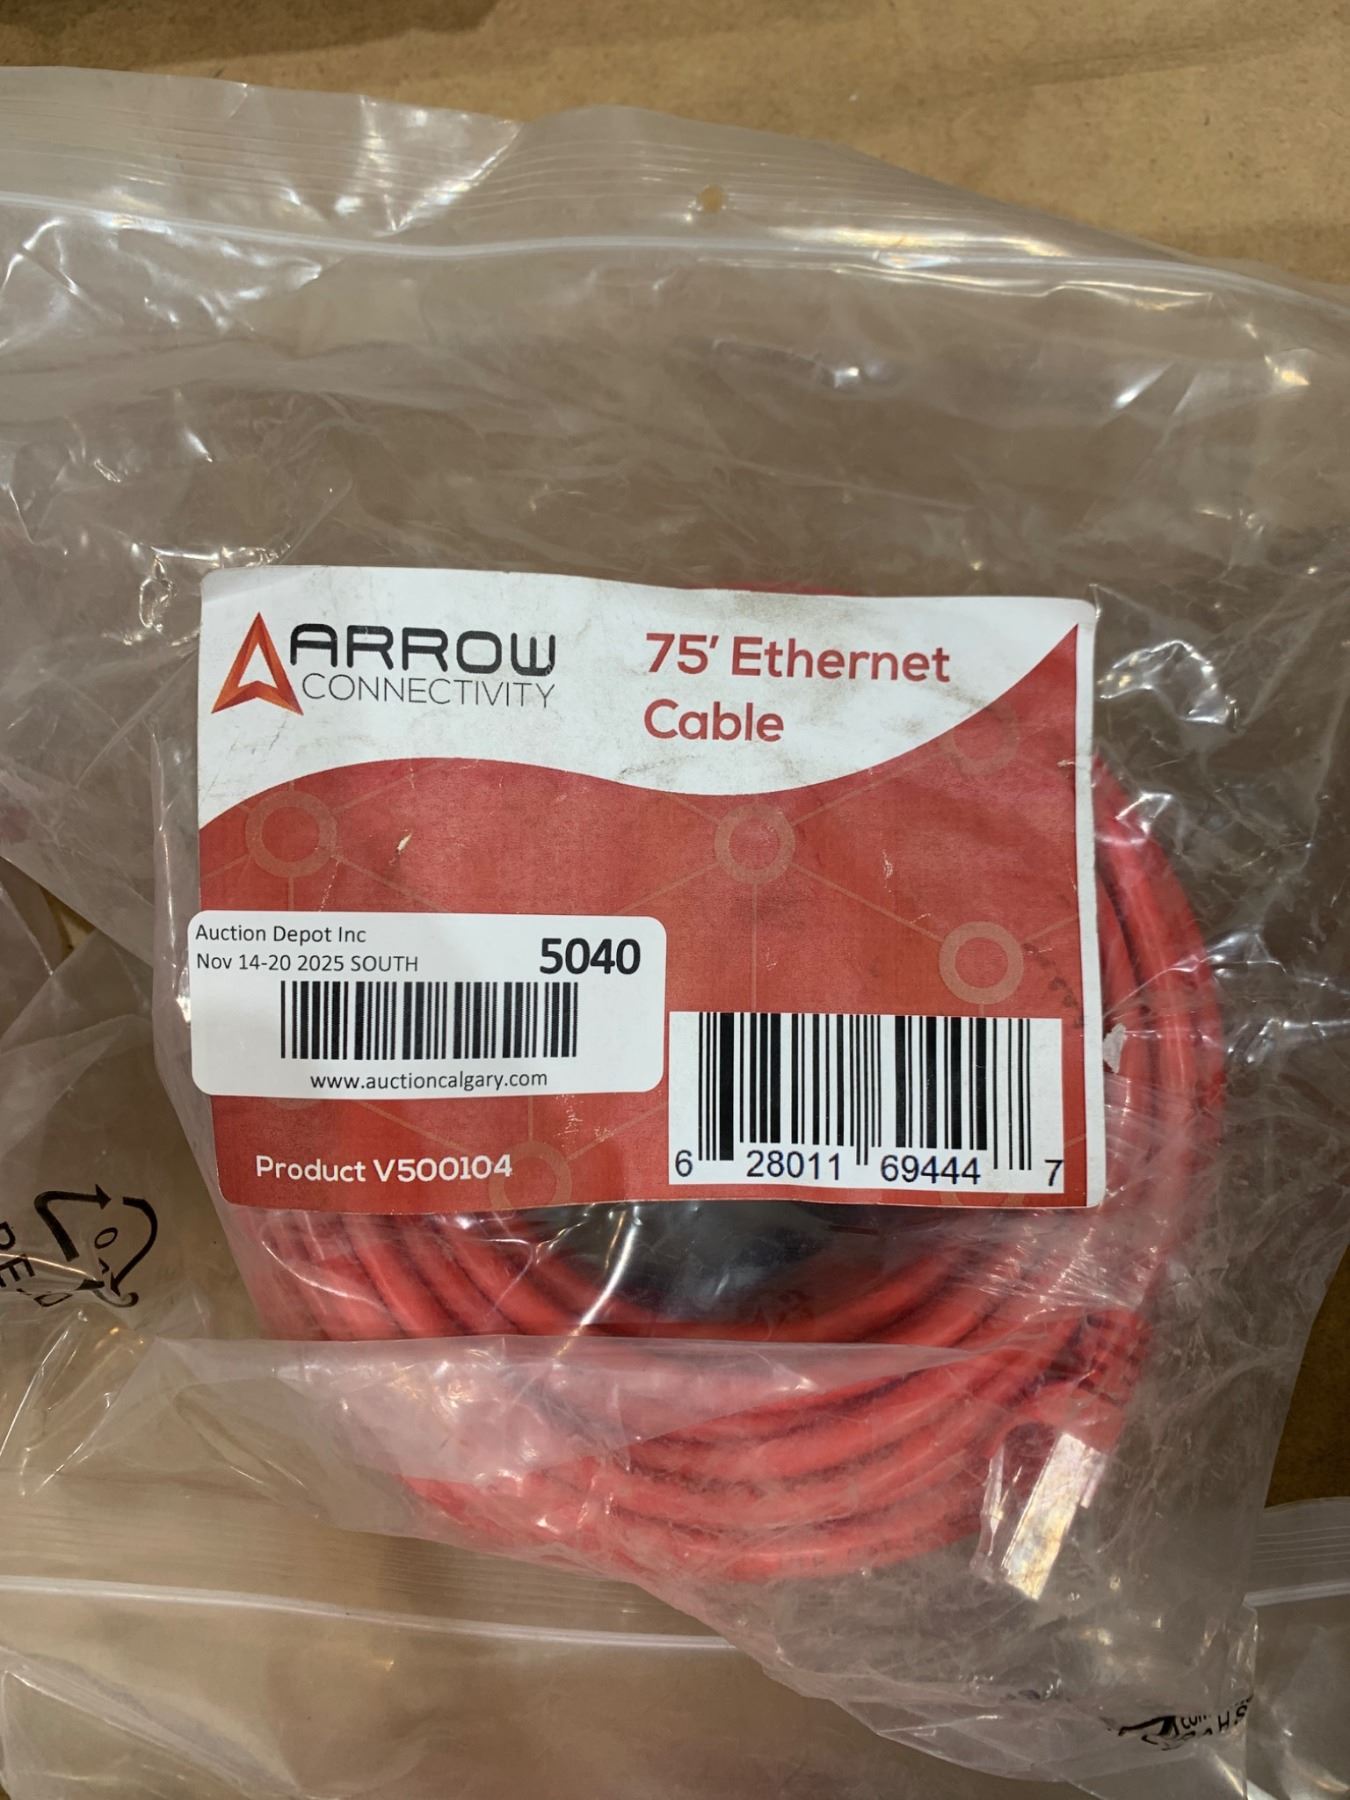 ARROW
CONNECTIVITY
75' Ethernet
Cable
Auction Depot Inc
Nov 14-20 2025 SOUTH
5040
www.auctioncalgary.com
Product V500104
6 28011 69444 7